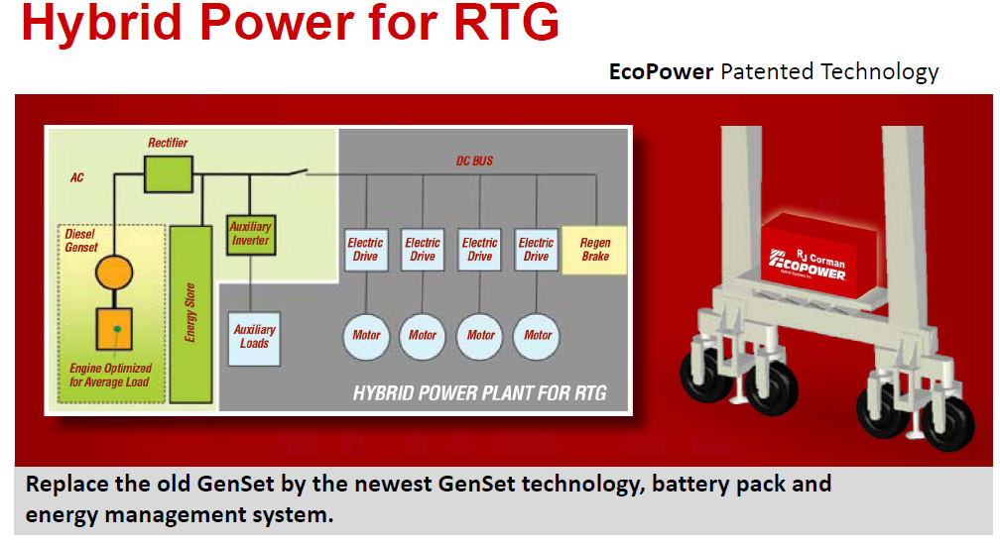 Hybrid Power for RTG
EcoPower Patented Technology
Rectifier
AC
DC BUS
Diesel
Genset
Auxiliary
Inverter
Electric
Drive
Electric
Drive
Electric
Drive
Electric
Drive
Regen
Brake
Energy Store
Auxiliary
Loads
Motor
Motor
Motor
Motor
Engine Optimized
for Average Load
HYBRID POWER PLANT FOR RTG
RJ Corman
ECOPOWER
Hybrid Systems Inc.
Replace the old GenSet by the newest GenSet technology, battery pack and
energy management system.